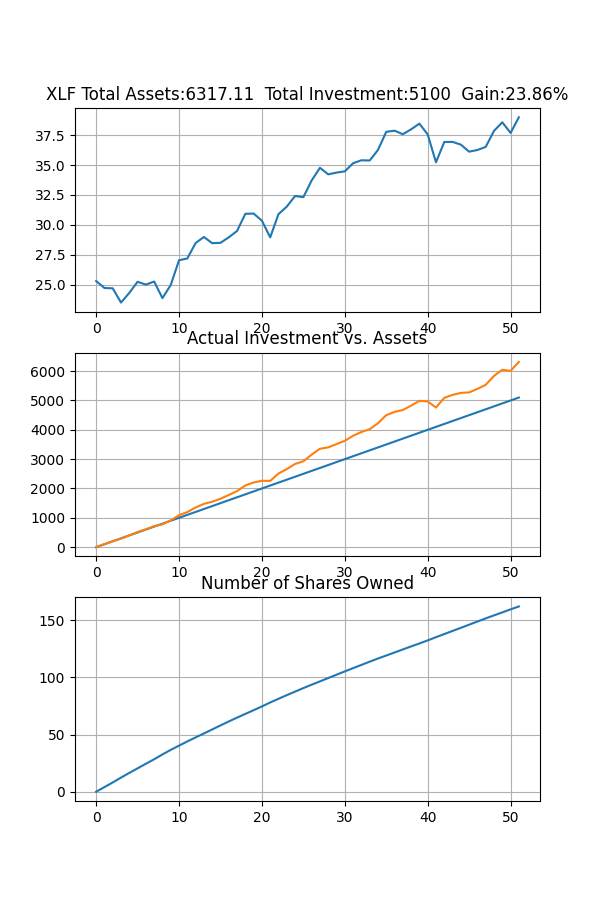 XLF Total Assets:6317.11  Total Investment:5100  Gain:23.86%
37.5
35.0
32.5
30.0
27.5
25.0
0 10 20 30 40 50
Actual Investment vs. Assets
6000
5000
4000
3000
2000
1000
0
0 10 20 30 40 50
Number of Shares Owned
150
100
50
0
0 10 20 30 40 50